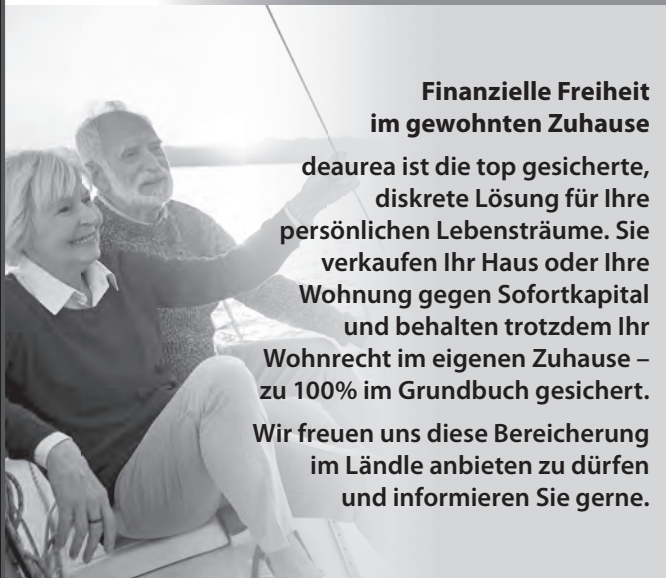 Finanzielle Freiheit
im gewohnten Zuhause
deaurea ist die top gesicherte,
diskrete Lösung für Ihre
persönlichen Lebensträume. Sie
verkaufen Ihr Haus oder Ihre
Wohnung gegen Sofortkapital
und behalten trotzdem Ihr
Wohnrecht im eigenen Zuhause –
zu 100% im Grundbuch gesichert.
Wir freuen uns diese Bereicherung
im Ländle anbieten zu dürfen
und informieren Sie gerne.